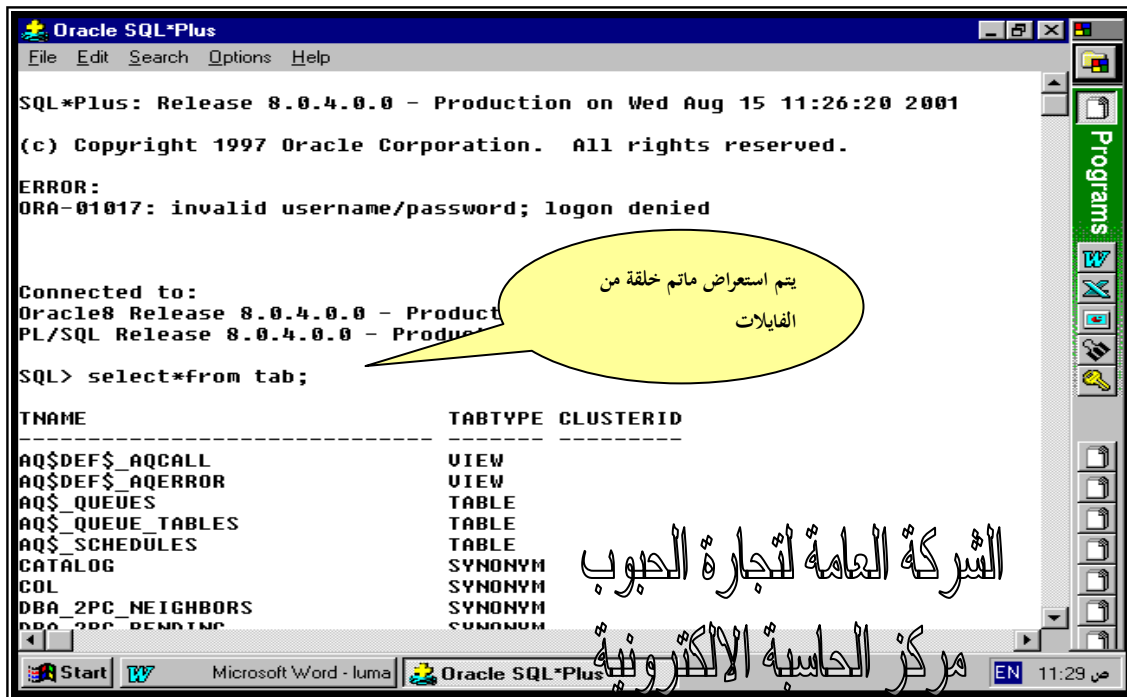 Oracle SQL*Plus
File Edit Search Options Help
SQL*Plus: Release 8.0.4.0.0 - Production on Wed Aug 15 11:26:20 2001
(c) Copyright 1997 Oracle Corporation.  All rights reserved.
ERROR:
ORA-01017: invalid username/password; logon denied
Connected to:
Oracle8 Release 8.0.4.0.0 - Product
PL/SQL Release 8.0.4.0.0 - Produ
يتم استعراض ماتم خلقة من
الفايلات
SQL> select*from tab;
TNAME TABTYPE CLUSTERID
------------------------------ ------- ---------
AQ$DEF$_AQCALL VIEW
AQ$DEF$_AQERROR VIEW
AQ$_QUEUES TABLE
AQ$_QUEUE_TABLES TABLE
AQ$_SCHEDULES TABLE
CATALOG SYNONYM
COL SYNONYM
DBA_2PC_NEIGHBORS SYNONYM
DBA_2PC_PENDING SYNONYM
الشركة العامة لتجارة الحبوب
مركز الحاسبة الالكترونية
Programs
Start Microsoft Word - luma Oracle SQL*Plus EN 11:29 ص